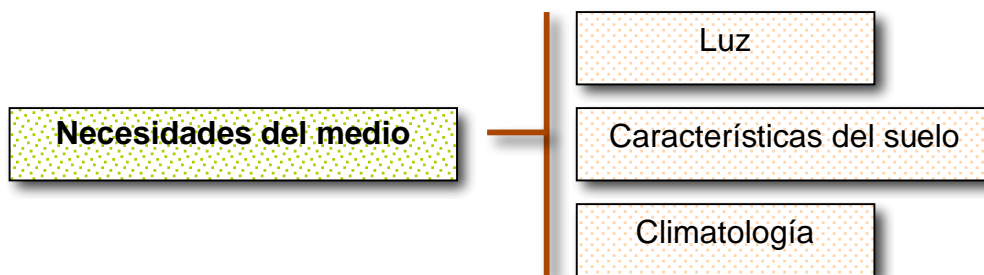 Luz
Necesidades del medio
Características del suelo
Climatología